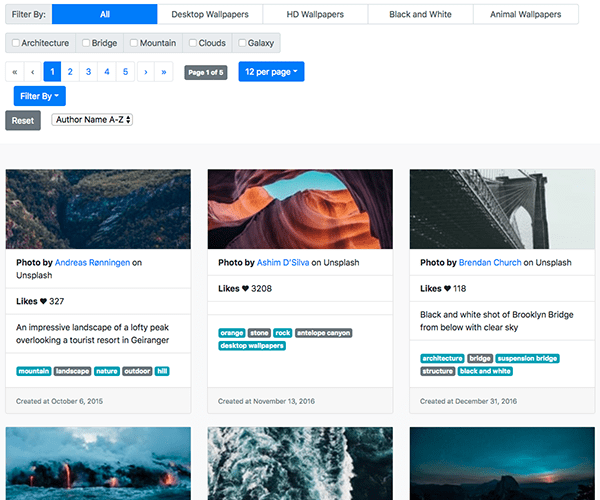 Filter By: All Desktop Wallpapers HD Wallpapers Black and White Animal Wallpapers
Architecture Bridge Mountain Clouds Galaxy
« ‹ 1 2 3 4 5 › » Page 1 of 5 12 per page
Filter By
Reset Author Name A-Z
Photo by Andreas Rønningen on
Unsplash
Likes ♥ 327
An impressive landscape of a lofty peak
overlooking a tourist resort in Geiranger
mountain landscape nature outdoor hill
Created at October 6, 2015
Photo by Ashim D'Silva on Unsplash
Likes ♥ 3208
orange stone rock antelope canyon
desktop wallpapers
Created at November 13, 2016
Photo by Brendan Church on Unsplash
Likes ♥ 118
Black and white shot of Brooklyn Bridge
from below with clear sky
architecture bridge suspension bridge
structure black and white
Created at December 31, 2016